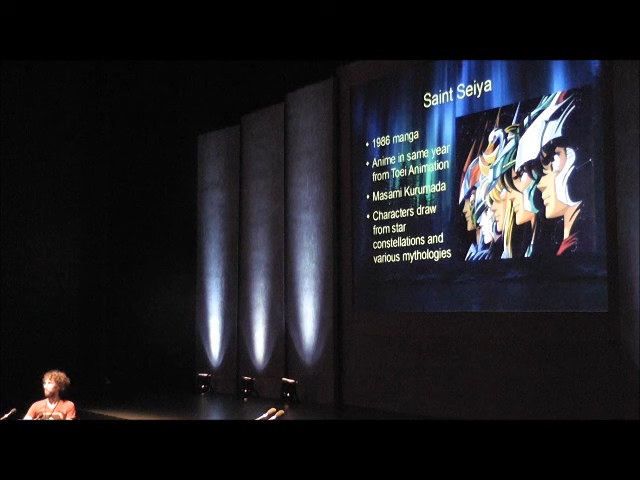 Saint Seiya
• 1986 manga
• Anime in same year
from Toei Animation
• Masami Kurumada
• Characters draw
from star
constellations and
various mythologies